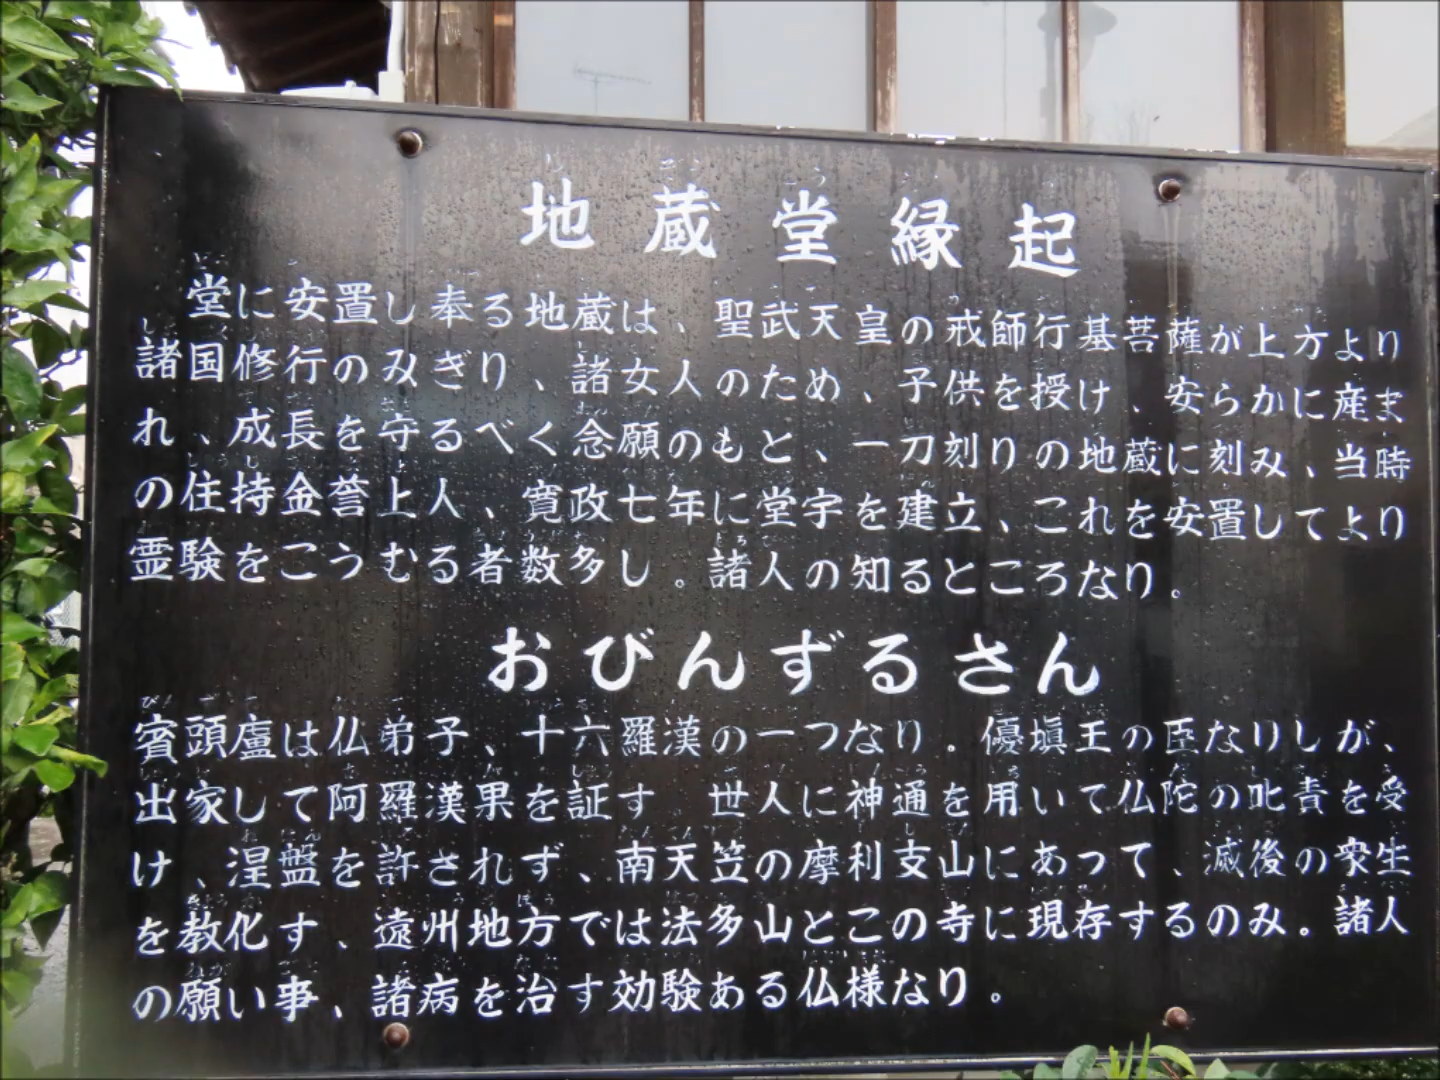 地蔵堂縁起
堂に安置し奉る地蔵は、聖武天皇の戒師行基菩薩が上方より
諸国修行のみぎり、諸女人のため、子供を授け、安らかに産ま
れ、成長を守るべく念願のもと、一刀刻りの地蔵に刻み、当時
の住持金誉上人、寛政七年に堂宇を建立、これを安置してより
霊験をこうむる者数多し。諸人の知るところなり。
おびんずるさん
賓頭盧は仏弟子、十六羅漢の一つなり。優塡王の臣なりしが、
出家して阿羅漢果を証す 世人に神通を用いて仏陀の叱責を受
け、涅盤を許されず、南天笠の摩利支山にあって、滅後の衆生
を教化す、遠州地方では法多山とこの寺に現存するのみ。諸人
の願い事、諸病を治す効験ある仏様なり。